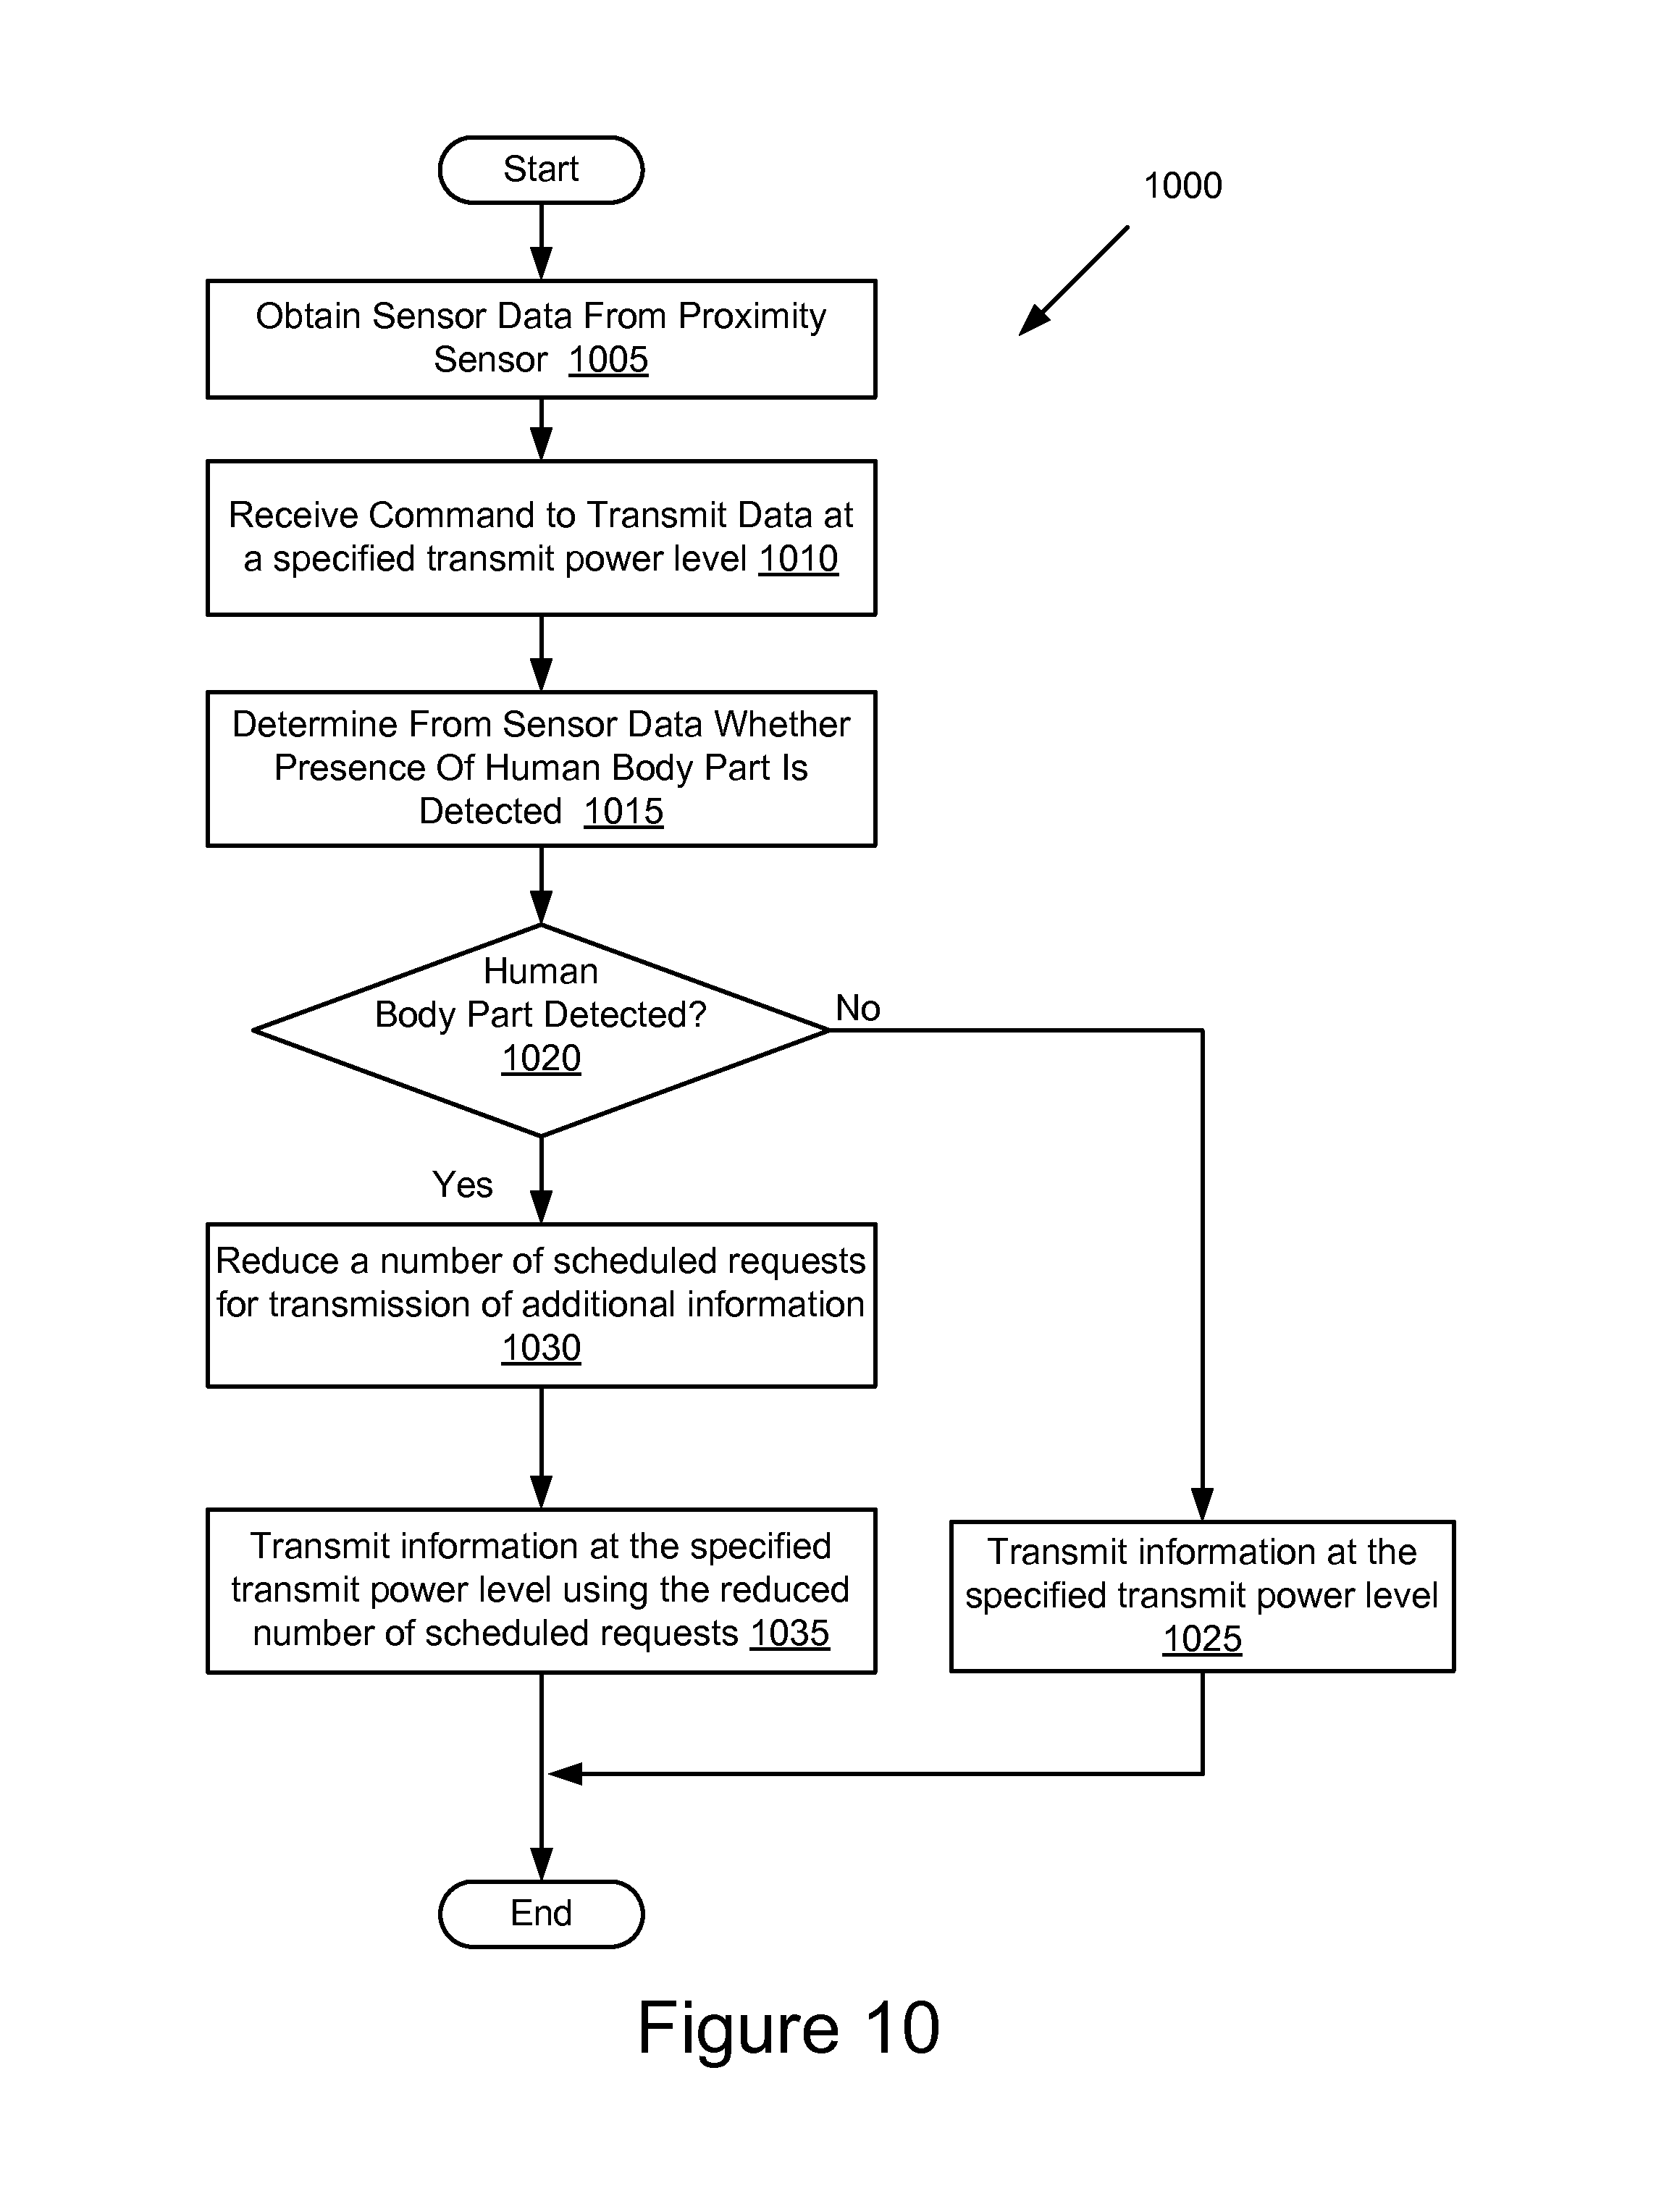 Start
1000
Obtain Sensor Data From Proximity
Sensor 1005
Receive Command to Transmit Data at
a specified transmit power level 1010
Determine From Sensor Data Whether
Presence Of Human Body Part Is
Detected 1015
Human
Body Part Detected?
1020
No
Yes
Reduce a number of scheduled requests
for transmission of additional information
1030
Transmit information at the specified
transmit power level using the reduced
number of scheduled requests 1035
Transmit information at the
specified transmit power level
1025
End
Figure 10